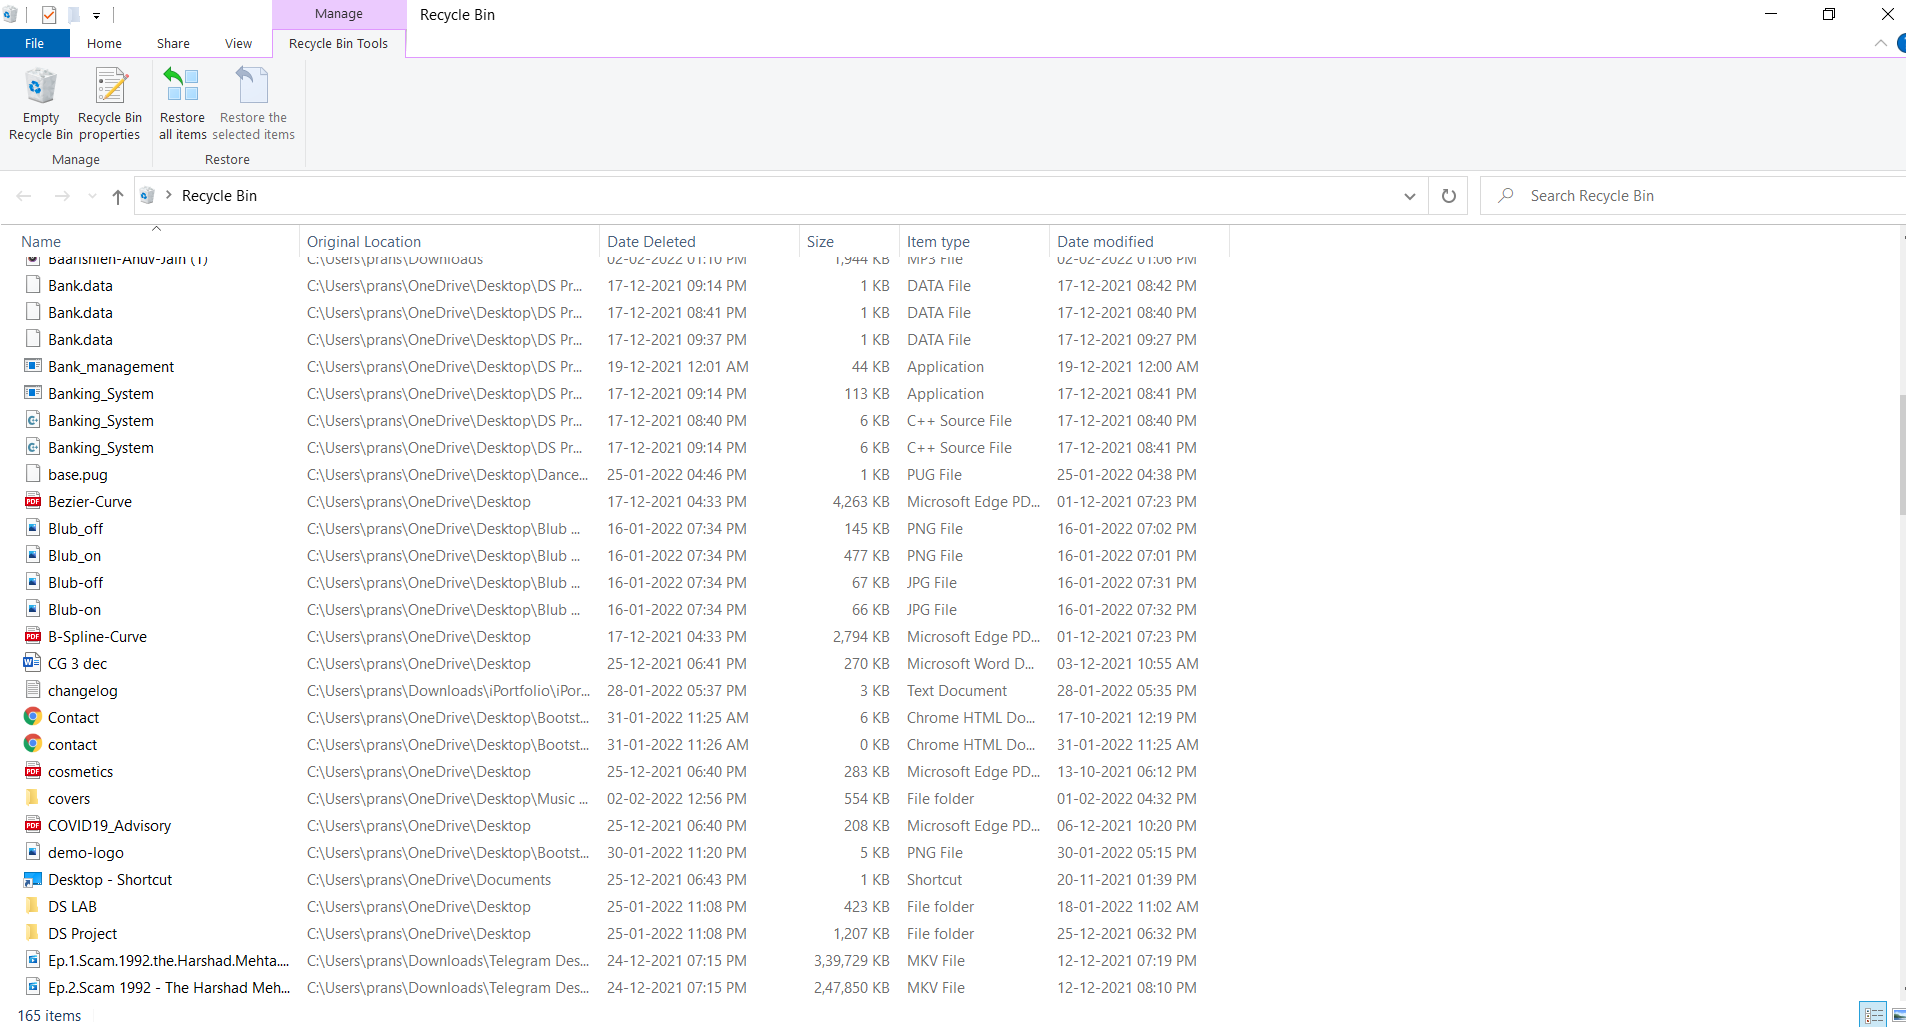 Manage Recycle Bin
File Home Share View Recycle Bin Tools
Empty Recycle Bin Recycle Bin properties Restore all items Restore the selected items
Manage Restore
Recycle Bin Search Recycle Bin
Name Original Location Date Deleted Size Item type Date modified
Baarishien-Anuv-Jain (1) C:\Users\prans\Downloads 02-02-2022 01:10 PM 1,944 KB MP3 File 02-02-2022 01:06 PM
Bank.data C:\Users\prans\OneDrive\Desktop\DS Pr... 17-12-2021 09:14 PM 1 KB DATA File 17-12-2021 08:42 PM
Bank.data C:\Users\prans\OneDrive\Desktop\DS Pr... 17-12-2021 08:41 PM 1 KB DATA File 17-12-2021 08:40 PM
Bank.data C:\Users\prans\OneDrive\Desktop\DS Pr... 17-12-2021 09:37 PM 1 KB DATA File 17-12-2021 09:27 PM
Bank_management C:\Users\prans\OneDrive\Desktop\DS Pr... 19-12-2021 12:01 AM 44 KB Application 19-12-2021 12:00 AM
Banking_System C:\Users\prans\OneDrive\Desktop\DS Pr... 17-12-2021 09:14 PM 113 KB Application 17-12-2021 08:41 PM
Banking_System C:\Users\prans\OneDrive\Desktop\DS Pr... 17-12-2021 08:40 PM 6 KB C++ Source File 17-12-2021 08:40 PM
Banking_System C:\Users\prans\OneDrive\Desktop\DS Pr... 17-12-2021 09:14 PM 6 KB C++ Source File 17-12-2021 08:41 PM
base.pug C:\Users\prans\OneDrive\Desktop\Dance... 25-01-2022 04:46 PM 1 KB PUG File 25-01-2022 04:38 PM
Bezier-Curve C:\Users\prans\OneDrive\Desktop 17-12-2021 04:33 PM 4,263 KB Microsoft Edge PD... 01-12-2021 07:23 PM
Blub_off C:\Users\prans\OneDrive\Desktop\Blub ... 16-01-2022 07:34 PM 145 KB PNG File 16-01-2022 07:02 PM
Blub_on C:\Users\prans\OneDrive\Desktop\Blub ... 16-01-2022 07:34 PM 477 KB PNG File 16-01-2022 07:01 PM
Blub-off C:\Users\prans\OneDrive\Desktop\Blub ... 16-01-2022 07:34 PM 67 KB JPG File 16-01-2022 07:31 PM
Blub-on C:\Users\prans\OneDrive\Desktop\Blub ... 16-01-2022 07:34 PM 66 KB JPG File 16-01-2022 07:32 PM
B-Spline-Curve C:\Users\prans\OneDrive\Desktop 17-12-2021 04:33 PM 2,794 KB Microsoft Edge PD... 01-12-2021 07:23 PM
CG 3 dec C:\Users\prans\OneDrive\Desktop 25-12-2021 06:41 PM 270 KB Microsoft Word D... 03-12-2021 10:55 AM
changelog C:\Users\prans\Downloads\iPortfolio\iPor... 28-01-2022 05:37 PM 3 KB Text Document 28-01-2022 05:35 PM
Contact C:\Users\prans\OneDrive\Desktop\Bootst... 31-01-2022 11:25 AM 6 KB Chrome HTML Do... 17-10-2021 12:19 PM
contact C:\Users\prans\OneDrive\Desktop\Bootst... 31-01-2022 11:26 AM 0 KB Chrome HTML Do... 31-01-2022 11:25 AM
cosmetics C:\Users\prans\OneDrive\Desktop 25-12-2021 06:40 PM 283 KB Microsoft Edge PD... 13-10-2021 06:12 PM
covers C:\Users\prans\OneDrive\Desktop\Music ... 02-02-2022 12:56 PM 554 KB File folder 01-02-2022 04:32 PM
COVID19_Advisory C:\Users\prans\OneDrive\Desktop 25-12-2021 06:40 PM 208 KB Microsoft Edge PD... 06-12-2021 10:20 PM
demo-logo C:\Users\prans\OneDrive\Desktop\Bootst... 30-01-2022 11:20 PM 5 KB PNG File 30-01-2022 05:15 PM
Desktop - Shortcut C:\Users\prans\OneDrive\Documents 25-12-2021 06:43 PM 1 KB Shortcut 20-11-2021 01:39 PM
DS LAB C:\Users\prans\OneDrive\Desktop 25-01-2022 11:08 PM 423 KB File folder 18-01-2022 11:02 AM
DS Project C:\Users\prans\OneDrive\Desktop 25-01-2022 11:08 PM 1,207 KB File folder 25-12-2021 06:32 PM
Ep.1.Scam.1992.the.Harshad.Mehta.... C:\Users\prans\Downloads\Telegram Des... 24-12-2021 07:15 PM 3,39,729 KB MKV File 12-12-2021 07:19 PM
Ep.2.Scam 1992 - The Harshad Meh... C:\Users\prans\Downloads\Telegram Des... 24-12-2021 07:15 PM 2,47,850 KB MKV File 12-12-2021 08:10 PM
165 items